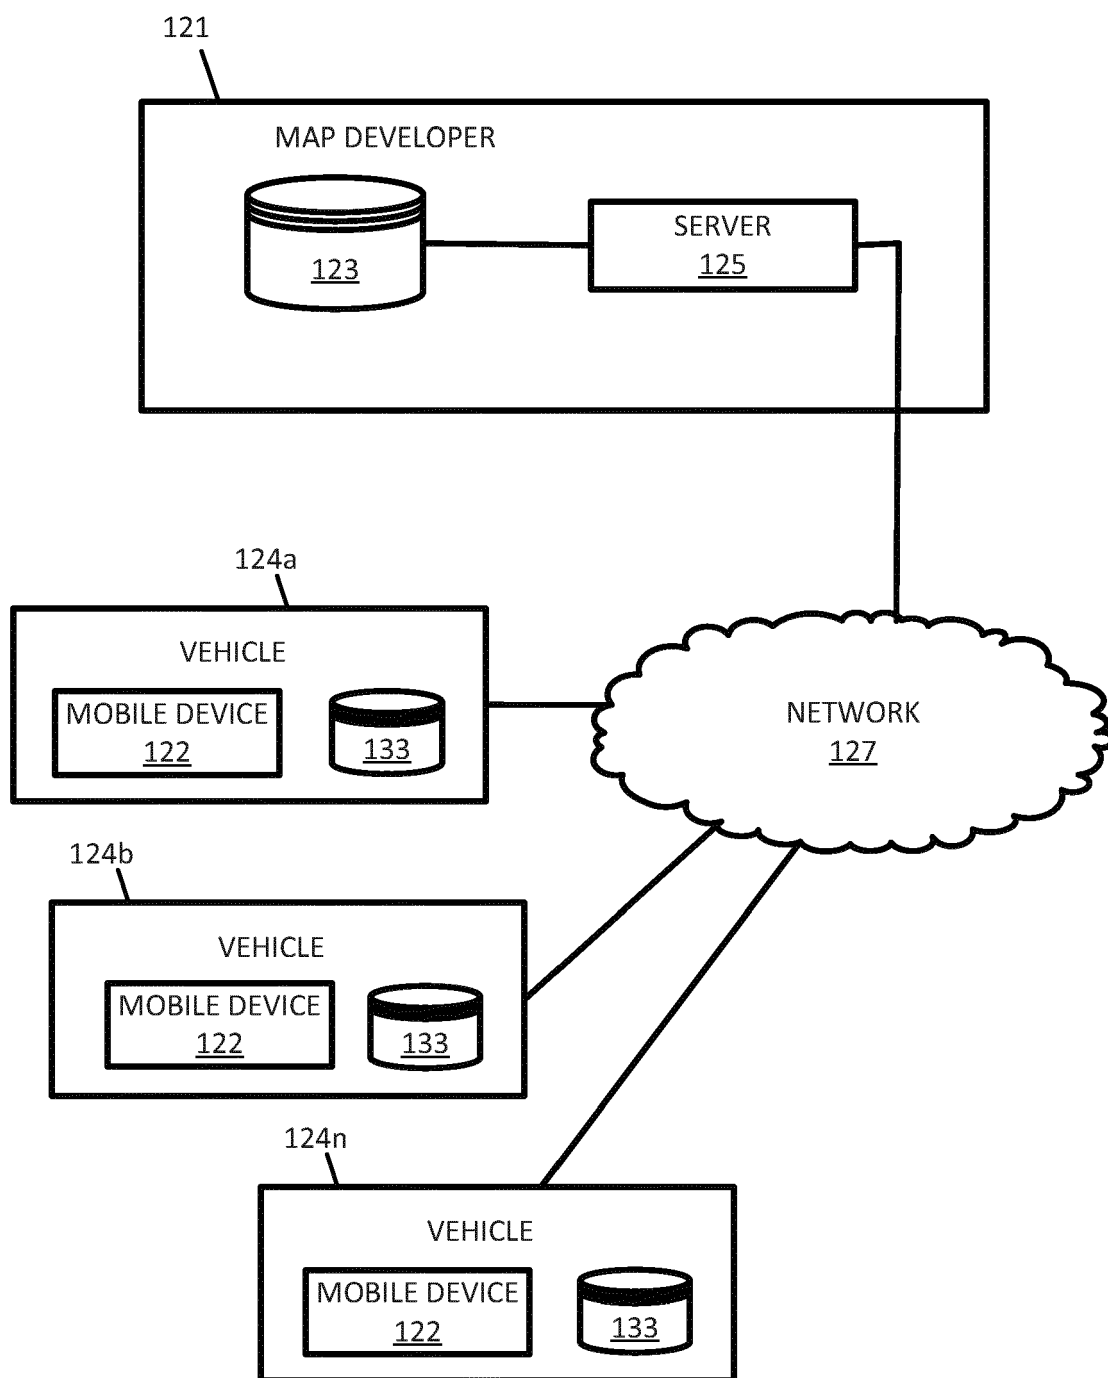 121
MAP DEVELOPER
123
SERVER
125
124a
VEHICLE
MOBILE DEVICE
122
133
NETWORK
127
124b
VEHICLE
MOBILE DEVICE
122
133
124n
VEHICLE
MOBILE DEVICE
122
133